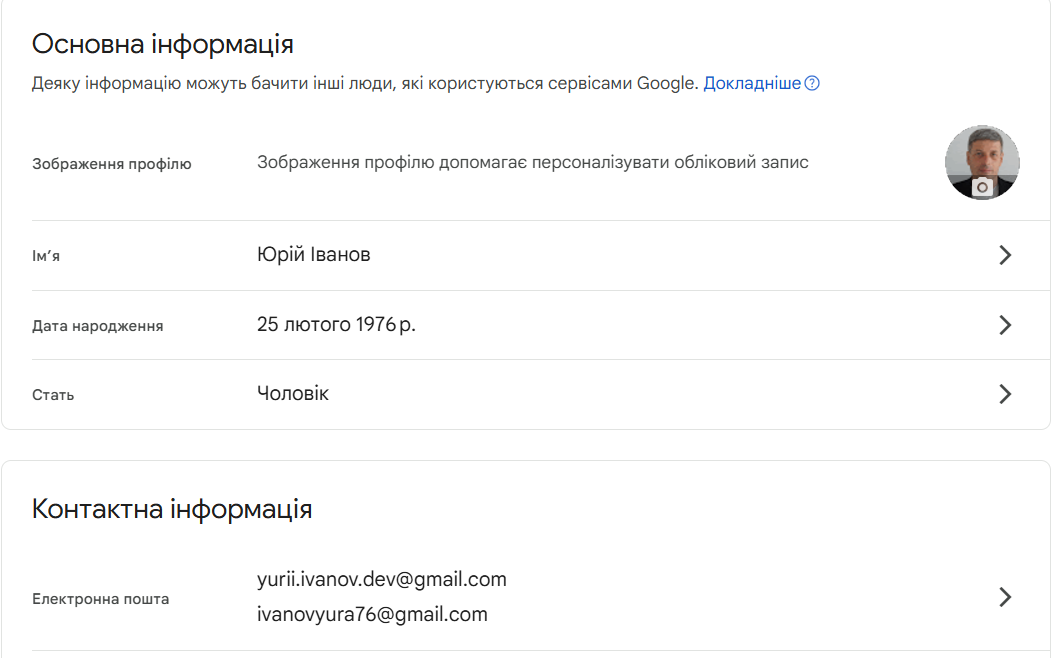 Основна інформація
Деяку інформацію можуть бачити інші люди, які користуються сервісами Google. Докладніше
Зображення профілю
Зображення профілю допомагає персоналізувати обліковий запис
Ім’я
Юрій Іванов
Дата народження
25 лютого 1976 р.
Стать
Чоловік
Контактна інформація
Електронна пошта
yurii.ivanov.dev@gmail.com
ivanovyura76@gmail.com